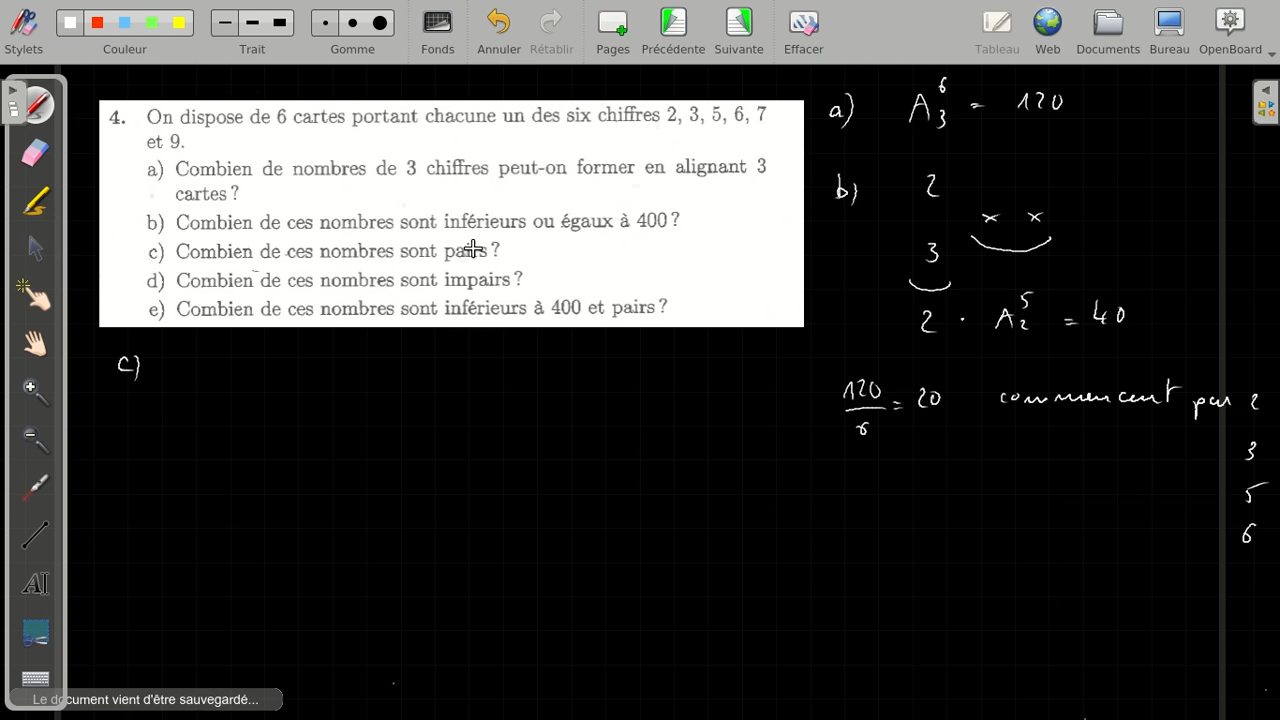 Stylets Couleur Trait Gomme Fonds Annuler Rétablir Pages Précédente Suivante Effacer Tableau Web Documents Bureau OpenBoard
4. On dispose de 6 cartes portant chacune un des six chiffres 2, 3, 5, 6, 7
et 9.
a) Combien de nombres de 3 chiffres peut-on former en alignant 3
cartes ?
b) Combien de ces nombres sont inférieurs ou égaux à 400 ?
c) Combien de ces nombres sont pairs ?
d) Combien de ces nombres sont impairs ?
e) Combien de ces nombres sont inférieurs à 400 et pairs ?
c)
a) A_3^6 = 120
b) 2
x x
3
2 · A_2^5 = 40
120/6 = 20 commencent par 2
3
5
6
AI
Le document vient d'être sauvegardé...